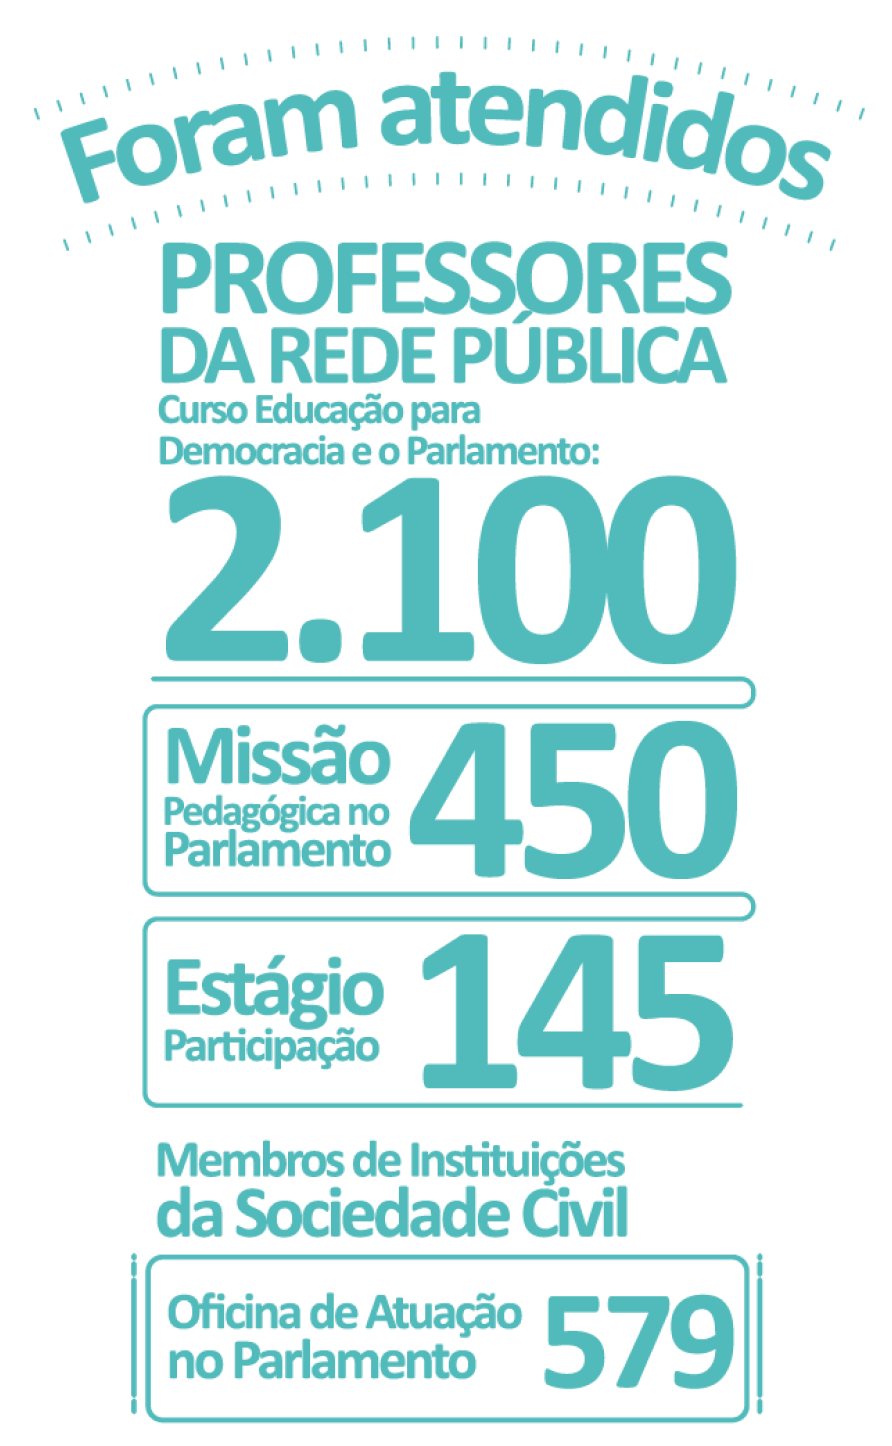 Foram atendidos
PROFESSORES
DA REDE PÚBLICA
Curso Educação para
Democracia e o Parlamento:
2.100
Missão
Pedagógica no
Parlamento
450
Estágio
Participação
145
Membros de Instituições
da Sociedade Civil
Oficina de Atuação
no Parlamento
579